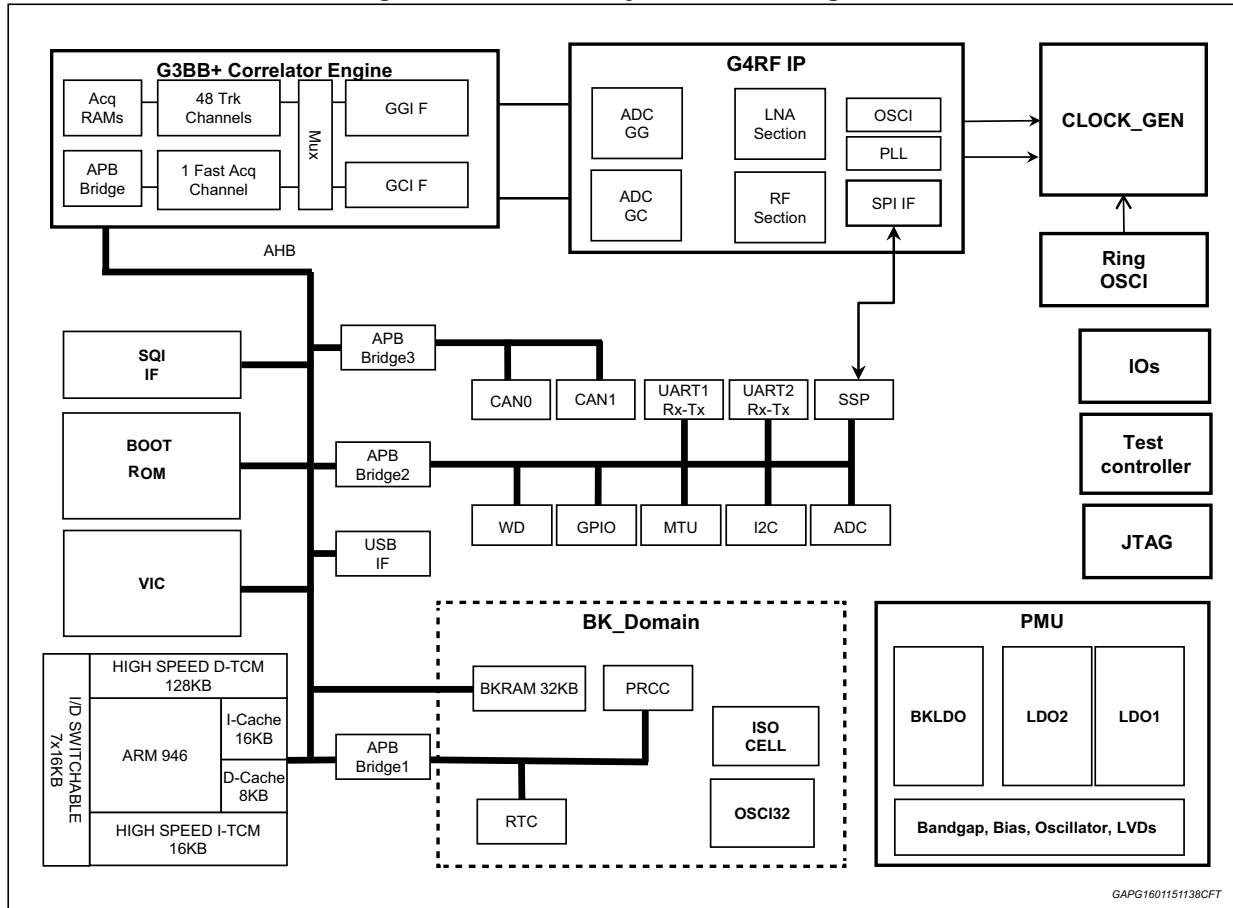 G3BB+ Correlator Engine
Acq
RAMs
48 Trk
Channels
Mux
GGI F
APB
Bridge
1 Fast Acq
Channel
GCI F
G4RF IP
ADC
GG
LNA
Section
OSCI
PLL
ADC
GC
RF
Section
SPI IF
CLOCK_GEN
Ring
OSCI
AHB
SQI
IF
APB
Bridge3
CAN0
CAN1
UART1
Rx-Tx
UART2
Rx-Tx
SSP
IOs
BOOT
ROM
APB
Bridge2
Test
controller
WD
GPIO
MTU
I2C
ADC
JTAG
VIC
USB
IF
BK_Domain
BKRAM 32KB
PRCC
ISO
CELL
APB
Bridge1
RTC
OSCI32
PMU
BKLDO
LDO2
LDO1
Bandgap, Bias, Oscillator, LVDs
I/D SWITCHABLE
7x16KB
HIGH SPEED D-TCM
128KB
ARM 946
I-Cache
16KB
D-Cache
8KB
HIGH SPEED I-TCM
16KB
GAPG1601151138CFT